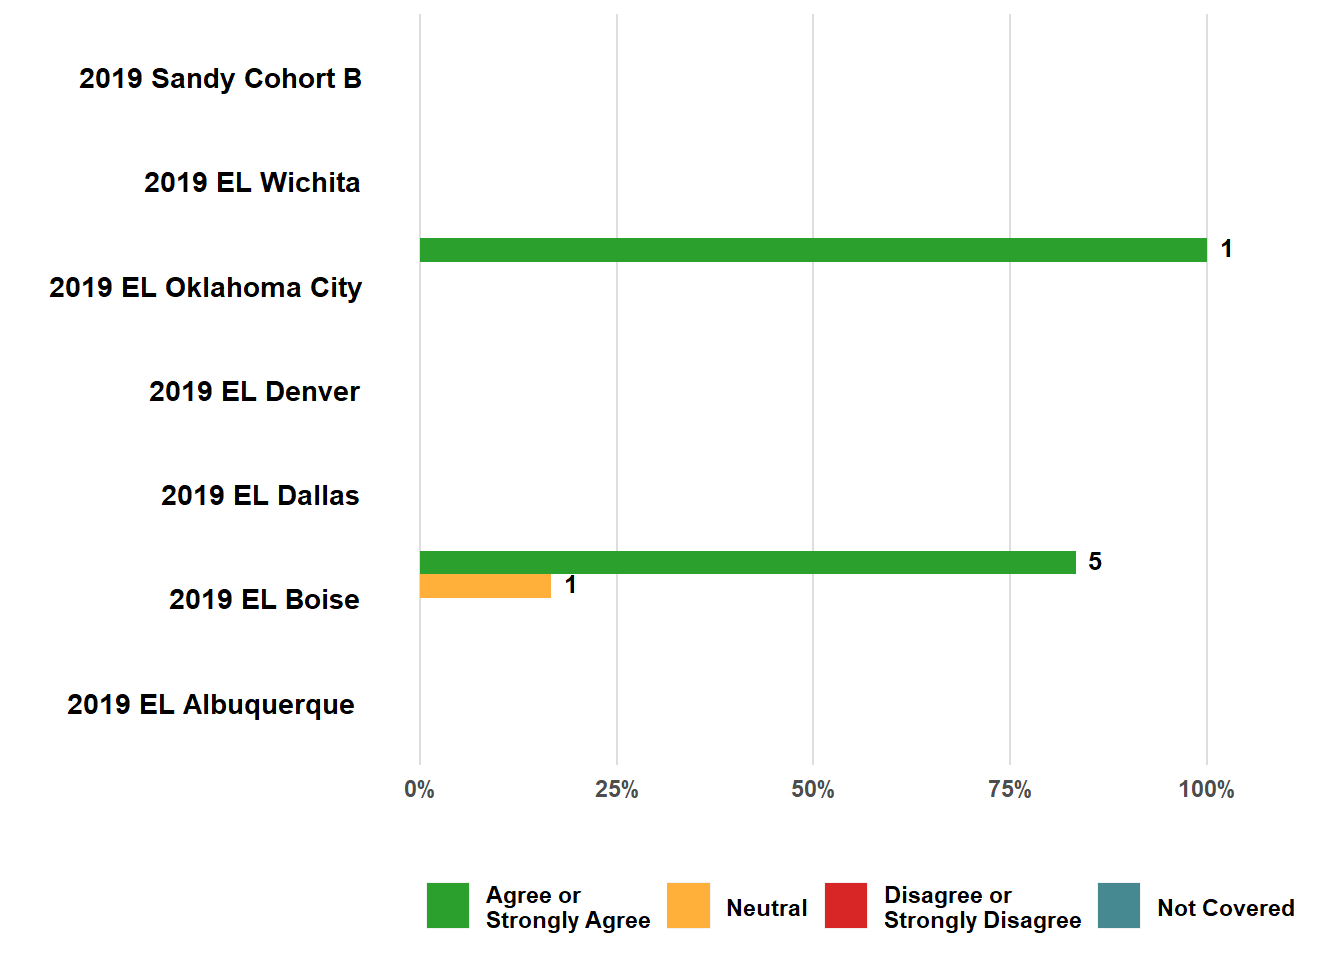 2019 Sandy Cohort B
2019 EL Wichita
1
2019 EL Oklahoma City
2019 EL Denver
2019 EL Dallas
5
1
2019 EL Boise
2019 EL Albuquerque
0% 25% 50% 75% 100%
Agree or
Strongly Agree
Neutral
Disagree or
Strongly Disagree
Not Covered